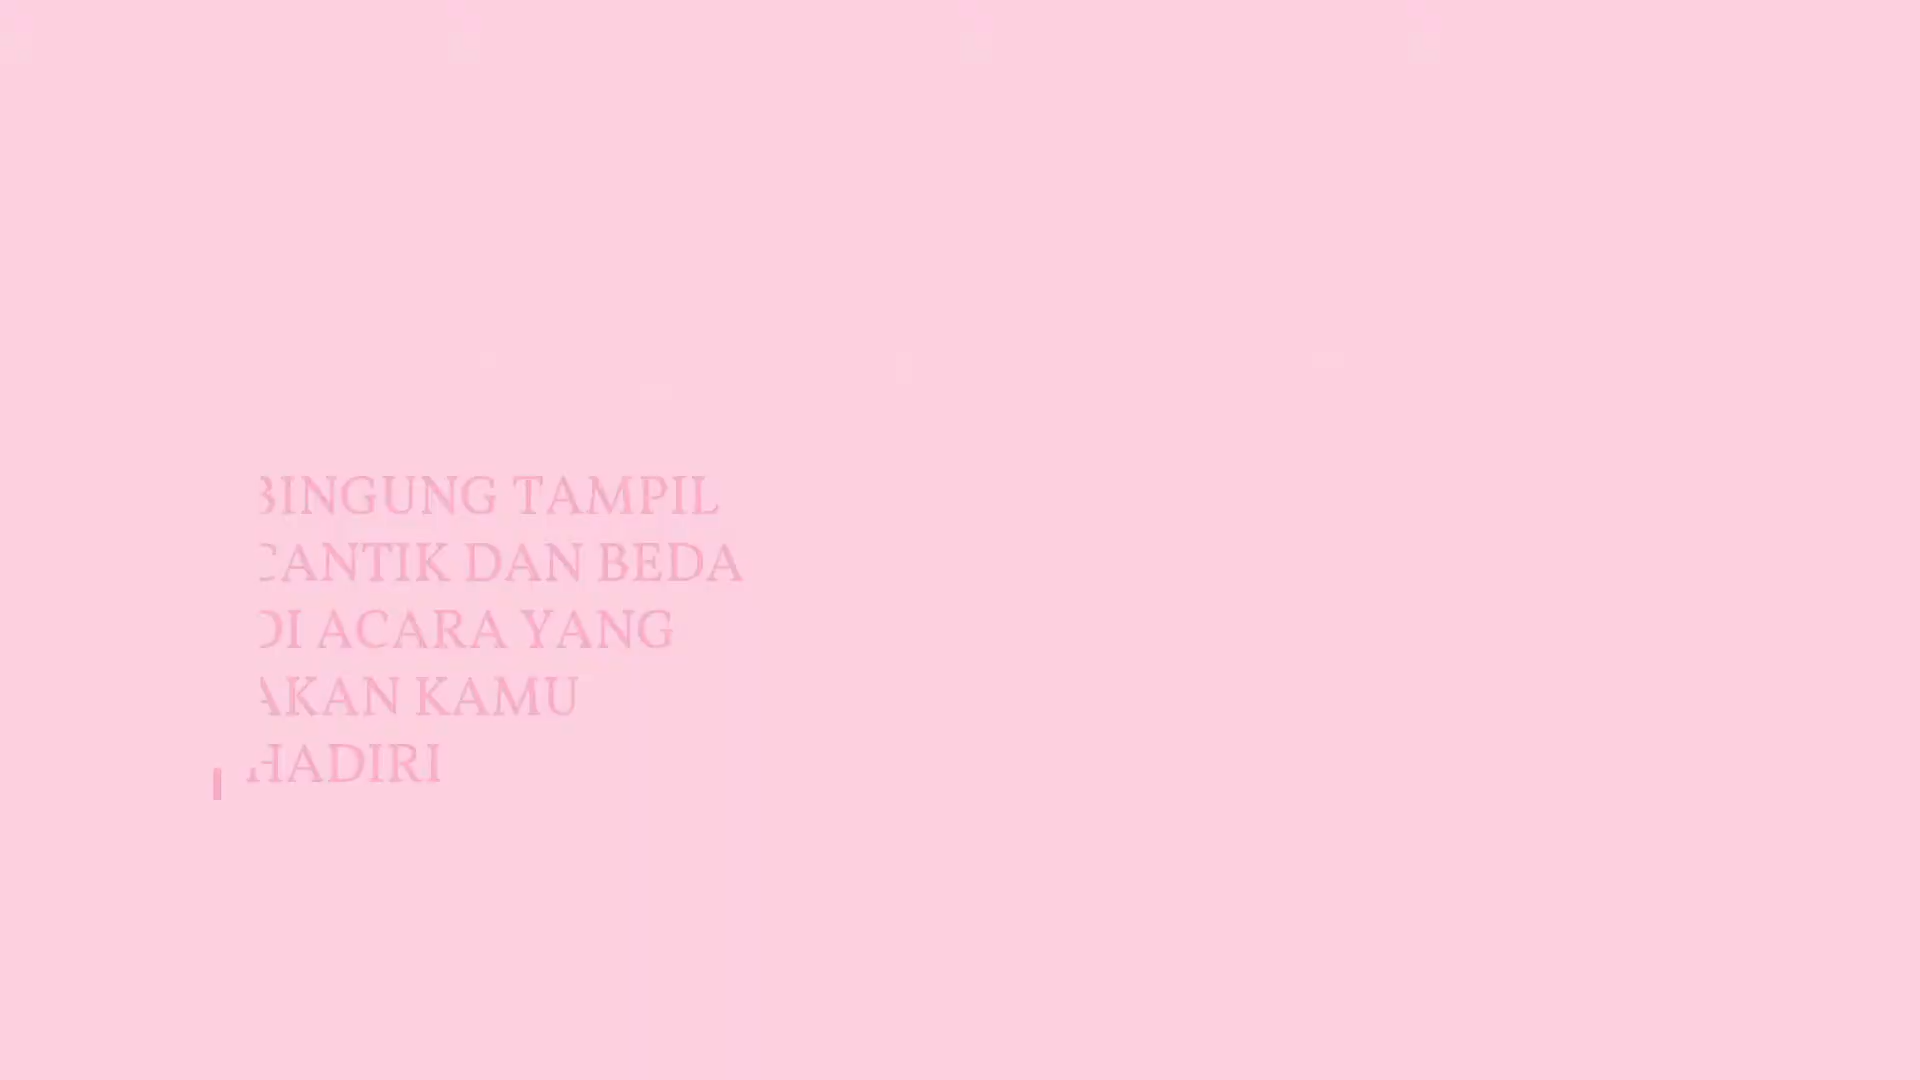 BINGUNG TAMPIL
CANTIK DAN BEDA
DI ACARA YANG
AKAN KAMU
HADIRI